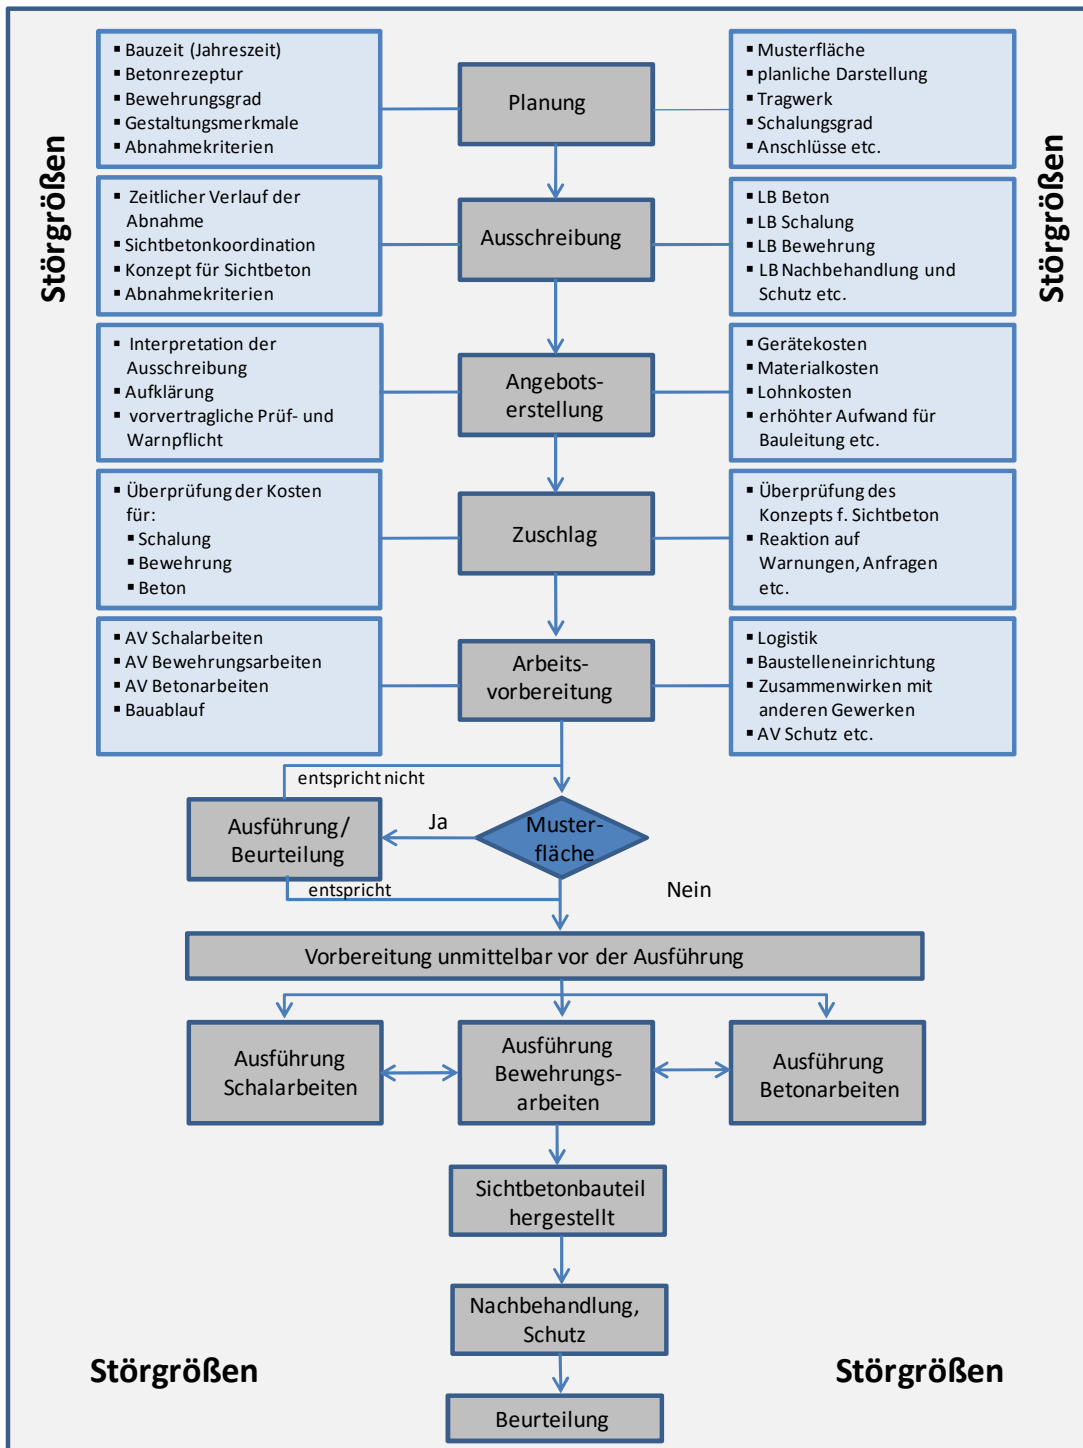 Störgrößen
Störgrößen
▪ Bauzeit (Jahreszeit)
▪ Betonrezeptur
▪ Bewehrungsgrad
▪ Gestaltungsmerkmale
▪ Abnahmekriterien
Planung
▪ Musterfläche
▪ planliche Darstellung
▪ Tragwerk
▪ Schalungsgrad
▪ Anschlüsse etc.
▪ Zeitlicher Verlauf der
Abnahme
▪ Sichtbetonkoordination
▪ Konzept für Sichtbeton
▪ Abnahmekriterien
Ausschreibung
▪ LB Beton
▪ LB Schalung
▪ LB Bewehrung
▪ LB Nachbehandlung und
Schutz etc.
▪ Interpretation der
Ausschreibung
▪ Aufklärung
▪ vorvertragliche Prüf- und
Warnpflicht
Angebots-
erstellung
▪ Gerätekosten
▪ Materialkosten
▪ Lohnkosten
▪ erhöhter Aufwand für
Bauleitung etc.
▪ Überprüfung der Kosten
für:
▪ Schalung
▪ Bewehrung
▪ Beton
Zuschlag
▪ Überprüfung des
Konzepts f. Sichtbeton
▪ Reaktion auf
Warnungen, Anfragen
etc.
▪ AV Schalarbeiten
▪ AV Bewehrungsarbeiten
▪ AV Betonarbeiten
▪ Bauablauf
Arbeits-
vorbereitung
▪ Logistik
▪ Baustelleneinrichtung
▪ Zusammenwirken mit
anderen Gewerken
▪ AV Schutz etc.
entspricht nicht
Ausführung/
Beurteilung
Ja
Muster-
fläche
entspricht
Nein
Vorbereitung unmittelbar vor der Ausführung
Ausführung
Schalarbeiten
Ausführung
Bewehrungs-
arbeiten
Ausführung
Betonarbeiten
Sichtbetonbauteil
hergestellt
Nachbehandlung,
Schutz
Störgrößen
Störgrößen
Beurteilung